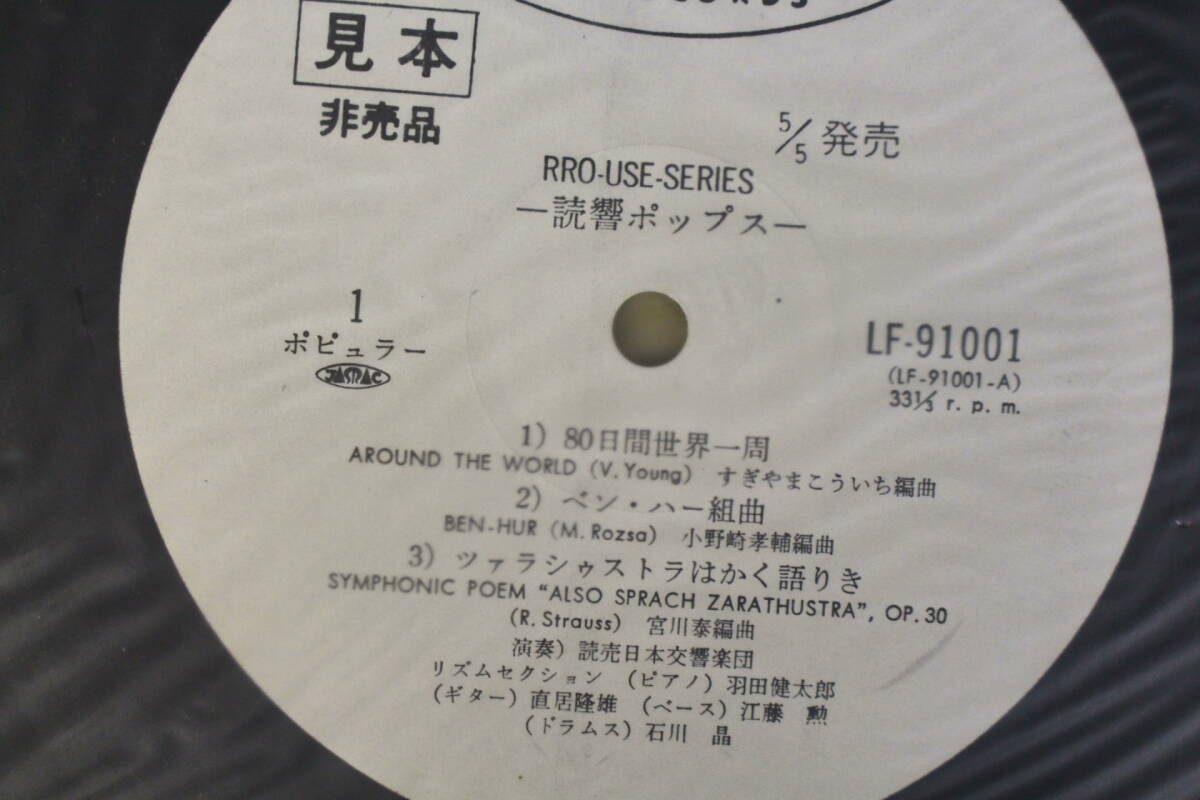 見本
非売品
5/5 発売
RRO-USE-SERIES
―読響ポップス―
1
ポピュラー
JASRAC
LF-91001
(LF-91001-A)
33⅓ r. p. m.
1) 80日間世界一周
AROUND THE WORLD (V. Young) すぎやまこういち編曲
2) ベン・ハー組曲
BEN-HUR (M. Rozsa) 小野崎孝輔編曲
3) ツァラシゥストラはかく語りき
SYMPHONIC POEM “ALSO SPRACH ZARATHUSTRA”, OP. 30
(R. Strauss) 宮川泰編曲
演奏) 読売日本交響楽団
リズムセクション (ピアノ) 羽田健太郎
(ギター) 直居隆雄 (ベース) 江藤 勲
(ドラムス) 石川 晶